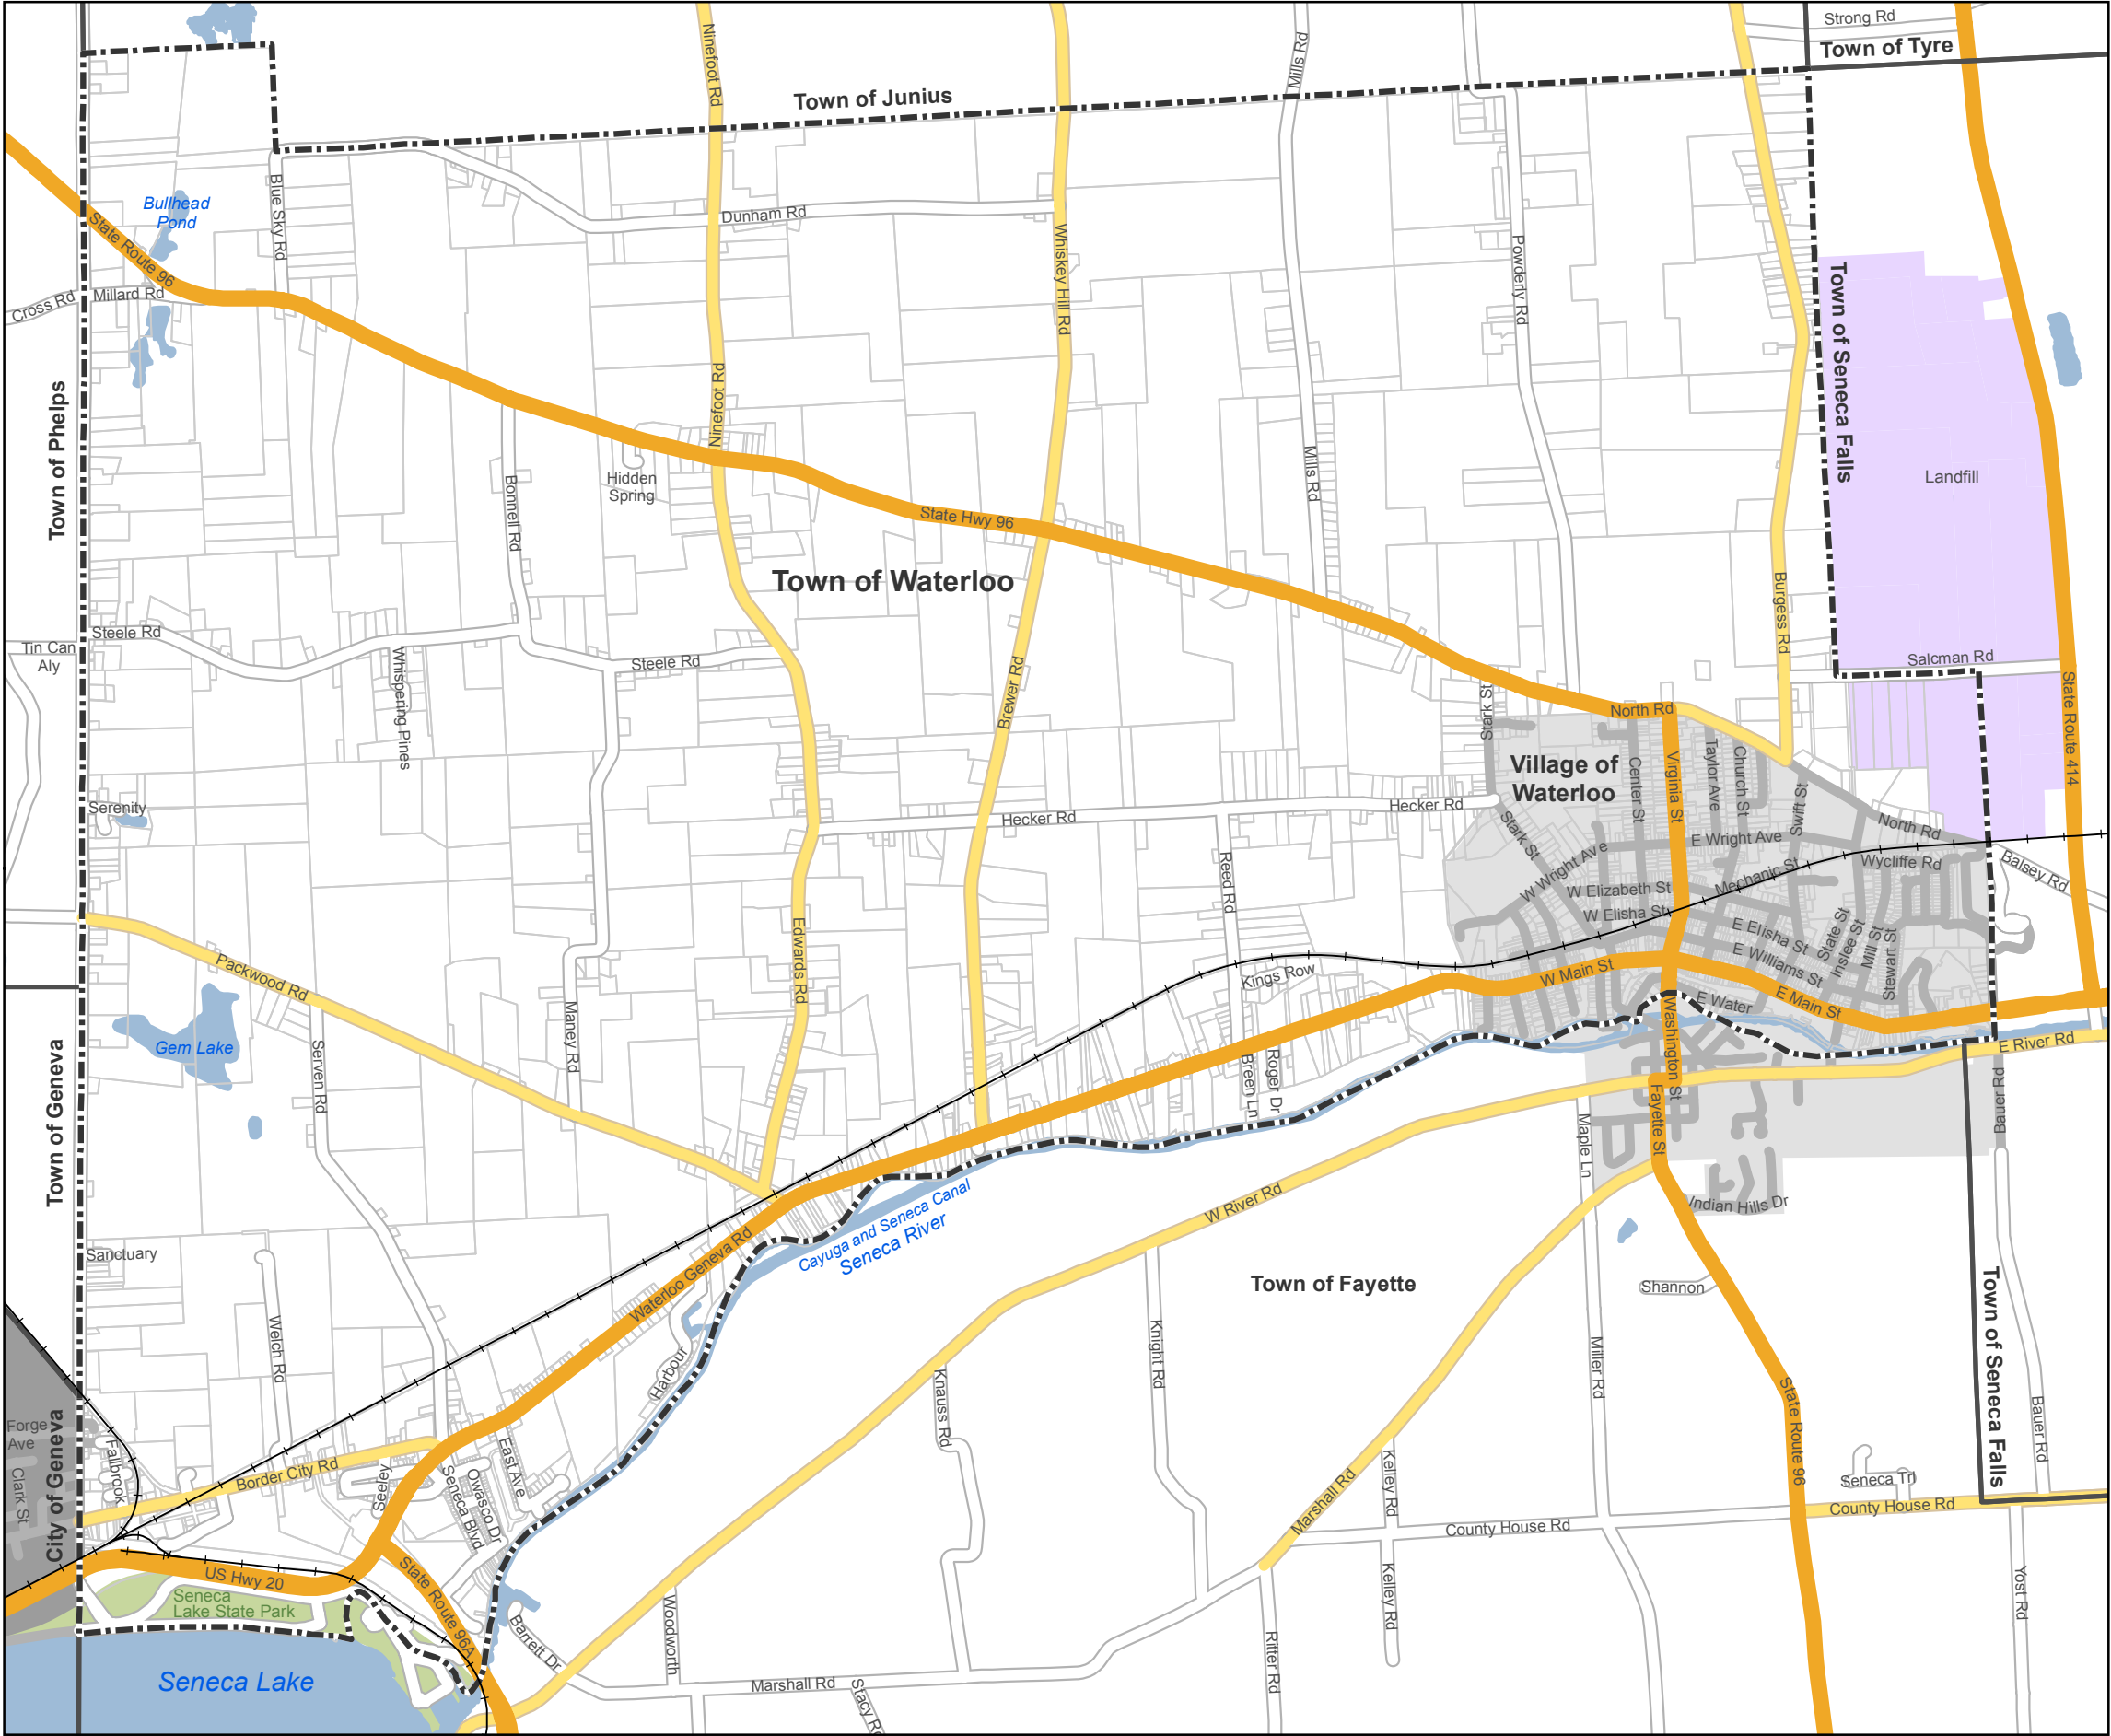 Strong Rd
Town of Tyre
Ninefoot Rd
Mills Rd
Town of Junius
Bullhead
Pond
Blue Sky Rd
Dunham Rd
State Route 96
Whiskey Hill Rd
Powderly Rd
Town of Seneca Falls
Cross Rd
Millard Rd
Ninefoot Rd
Town of Phelps
Hidden
Spring
Bonnell Rd
Mills Rd
Landfill
State Hwy 96
Town of Waterloo
Burgess Rd
Steele Rd
Tin Can
Aly
Whispering Pines
Steele Rd
Brewer Rd
Salcman Rd
Stark St
North Rd
State Route 414
Village of
Waterloo
Center St
Virginia St
Taylor Ave
Church St
Swift St
Serenity
Hecker Rd
Hecker Rd
Stark St
North Rd
E Wright Ave
W Wright Ave
Wycliffe Rd
Balsey Rd
Reed Rd
W Elizabeth St
Mechanic St
W Elisha St
E Elisha St
E Williams St
State St
Inslee St
Mill St
Stewart St
Edwards Rd
Packwood Rd
Kings Row
W Main St
E Main St
E Water
Washington St
Gem Lake
Maney Rd
Serven Rd
Town of Geneva
Breen Ln
Roger Dr
E River Rd
Bauer Rd
Fayette St
Maple Ln
Cayuga and Seneca Canal
Seneca River
W River Rd
Indian Hills Dr
Sanctuary
Waterloo Geneva Rd
Town of Fayette
Shannon
Town of Seneca Falls
Welch Rd
Harbour
Knight Rd
Miller Rd
Knauss Rd
State Route 96
Bauer Rd
Forge
Ave
Clark St
City of Geneva
Fallbrook
Border City Rd
Seeley
Seneca Blvd
Owasco Dr
East Ave
Kelley Rd
Marshall Rd
Seneca Trl
County House Rd
County House Rd
US Hwy 20
State Route 96A
Seneca
Lake State Park
Kelley Rd
Yost Rd
Woodworth
Barrett Dr
Ritter Rd
Seneca Lake
Marshall Rd
Stacy Rd